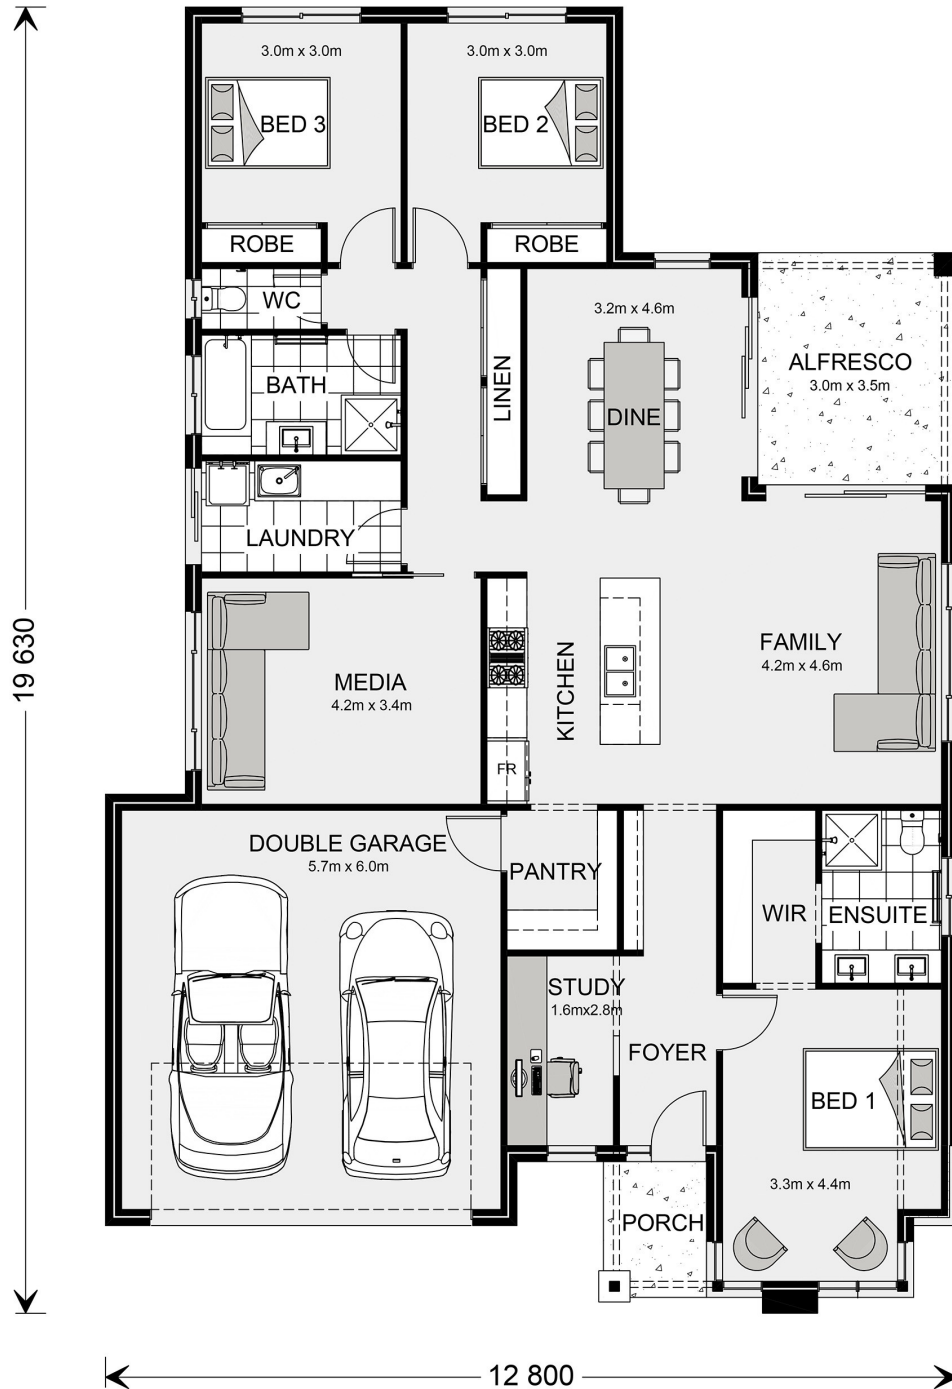 3.0m x 3.0m
3.0m x 3.0m
BED 3
BED 2
ROBE
ROBE
WC
3.2m x 4.6m
LINEN
BATH
DINE
ALFRESCO
3.0m x 3.5m
LAUNDRY
19 630
MEDIA
4.2m x 3.4m
KITCHEN
FAMILY
4.2m x 4.6m
FR
DOUBLE GARAGE
5.7m x 6.0m
PANTRY
WIR
ENSUITE
STUDY
1.6mx2.8m
FOYER
BED 1
3.3m x 4.4m
PORCH
12 800